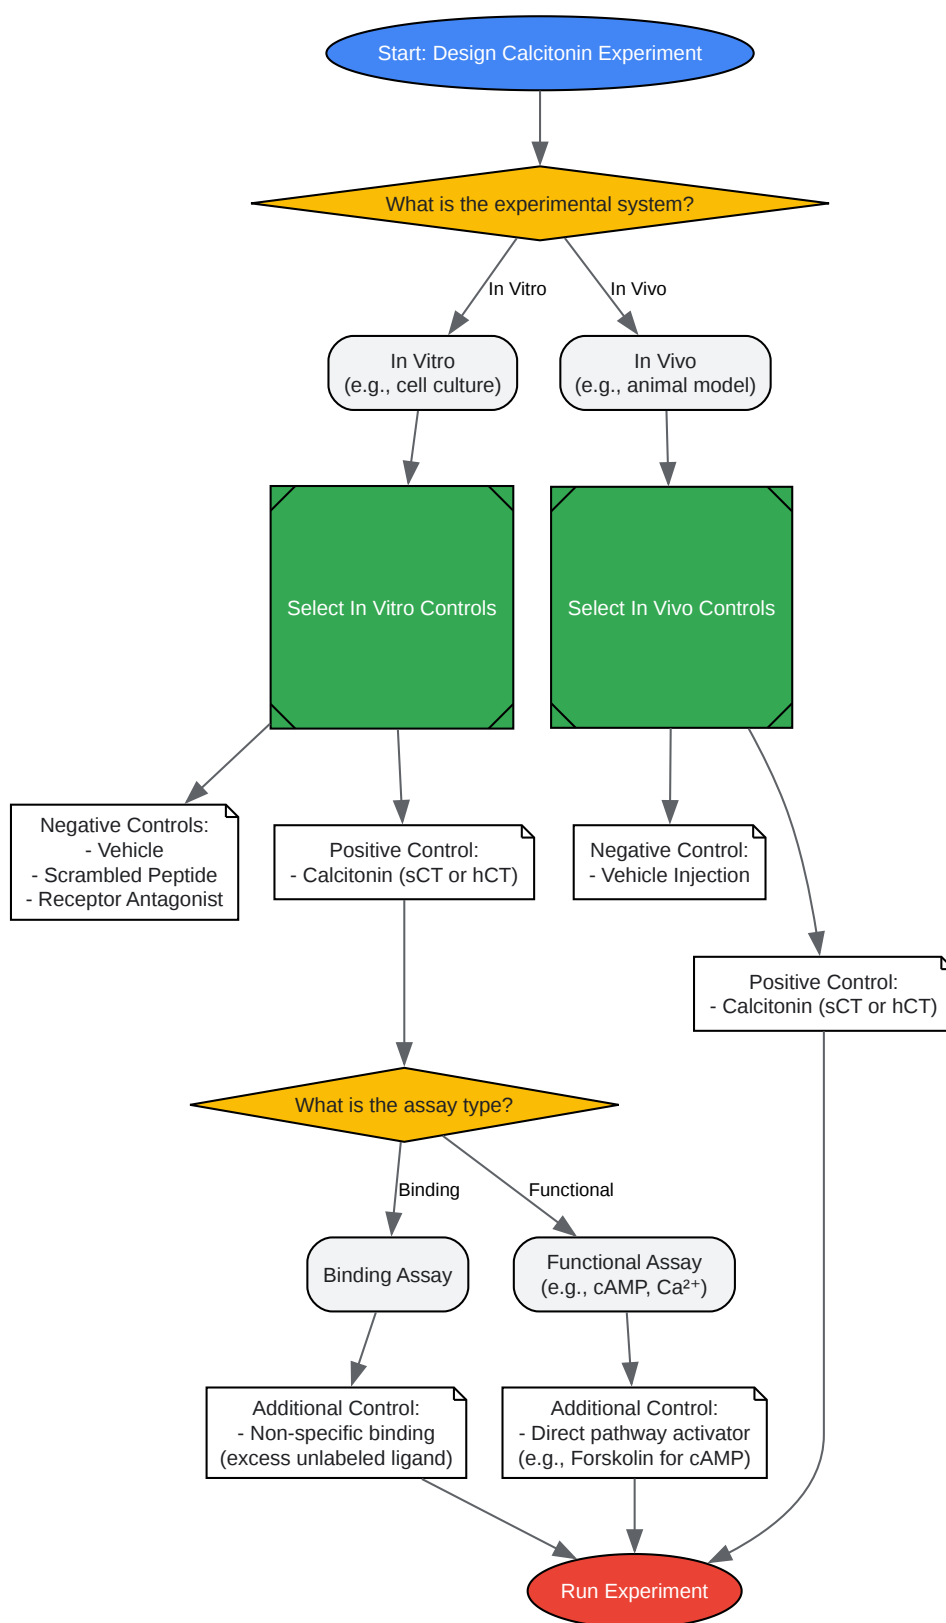 Start: Design Calcitonin Experiment
What is the experimental system?
In Vitro
In Vivo
In Vitro
(e.g., cell culture)
In Vivo
(e.g., animal model)
Select In Vitro Controls
Select In Vivo Controls
Negative Controls:
- Vehicle
- Scrambled Peptide
- Receptor Antagonist
Positive Control:
- Calcitonin (sCT or hCT)
Negative Control:
- Vehicle Injection
Positive Control:
- Calcitonin (sCT or hCT)
What is the assay type?
Binding
Functional
Binding Assay
Functional Assay
(e.g., cAMP, Ca²⁺)
Additional Control:
- Non-specific binding
(excess unlabeled ligand)
Additional Control:
- Direct pathway activator
(e.g., Forskolin for cAMP)
Run Experiment